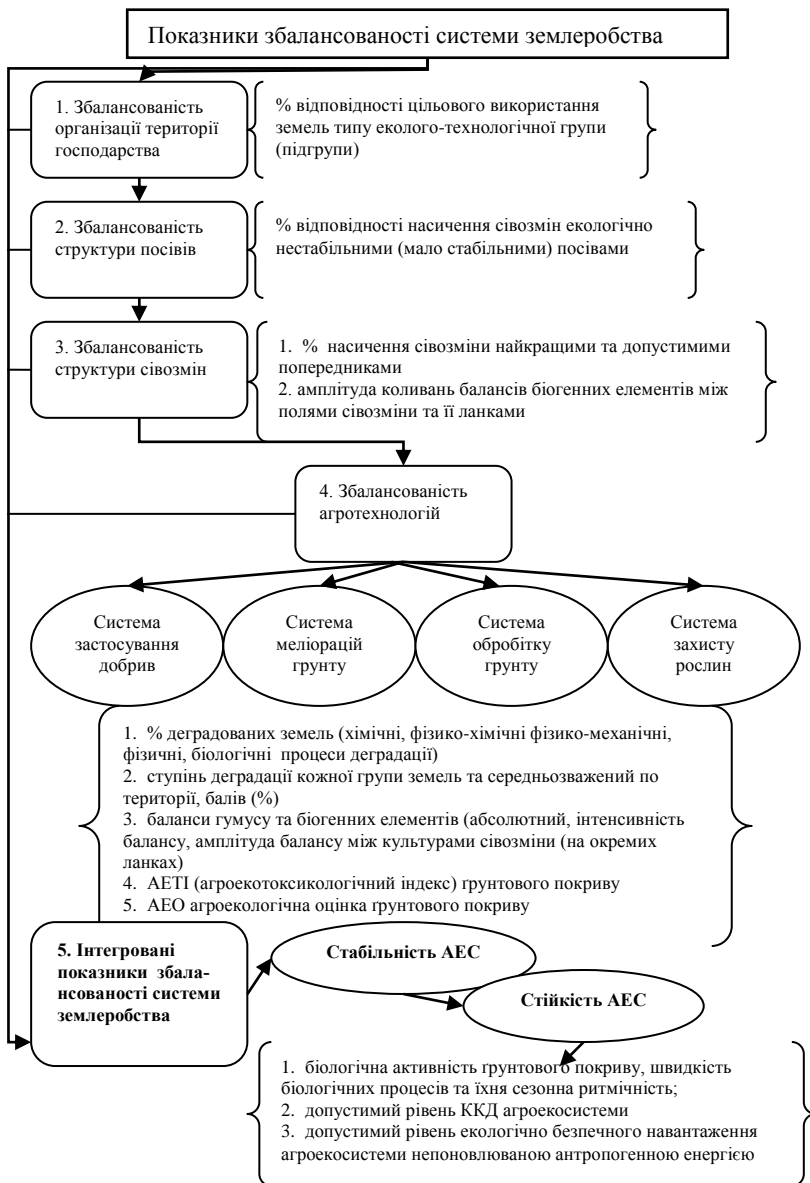 Показники збалансованості системи землеробства
1. Збалансованість
організації території
господарства
% відповідності цільового використання
земель типу еколого-технологічної групи
(підгрупи)
2. Збалансованість
структури посівів
% відповідності насичення сівозмін екологічно
нестабільними (мало стабільними) посівами
3. Збалансованість
структури сівозмін
1. % насичення сівозміни найкращими та допустимими
попередниками
2. амплітуда коливань балансів біогенних елементів між
полями сівозміни та її ланками
4. Збалансованість
агротехнологій
Система
застосування
добрив
Система
меліорацій
грунту
Система
обробітку
грунту
Система
захисту
рослин
1. % деградованих земель (хімічні, фізико-хімічні фізико-механічні,
фізичні, біологічні процеси деградації)
2. ступінь деградації кожної групи земель та середньозважений по
території, балів (%)
3. баланси гумусу та біогенних елементів (абсолютний, інтенсивність
балансу, амплітуда балансу між культурами сівозміни (на окремих
ланках)
4. АЕТІ (агроекотоксикологічний індекс) ґрунтового покриву
5. АЕО агроекологічна оцінка ґрунтового покриву
5. Інтегровані
показники збала-
нсованості системи
землеробства
Стабільність АЕС
Стійкість АЕС
1. біологічна активність ґрунтового покриву, швидкість
біологічних процесів та їхня сезонна ритмічність;
2. допустимий рівень ККД агроекосистеми
3. допустимий рівень екологічно безпечного навантаження
агроекосистеми непоновлюваною антропогенною енергією